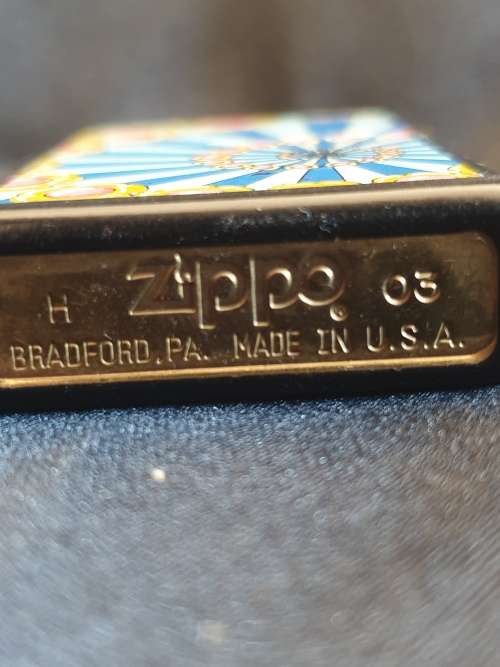 H Zippo® 03
BRADFORD, PA. MADE IN U.S.A.